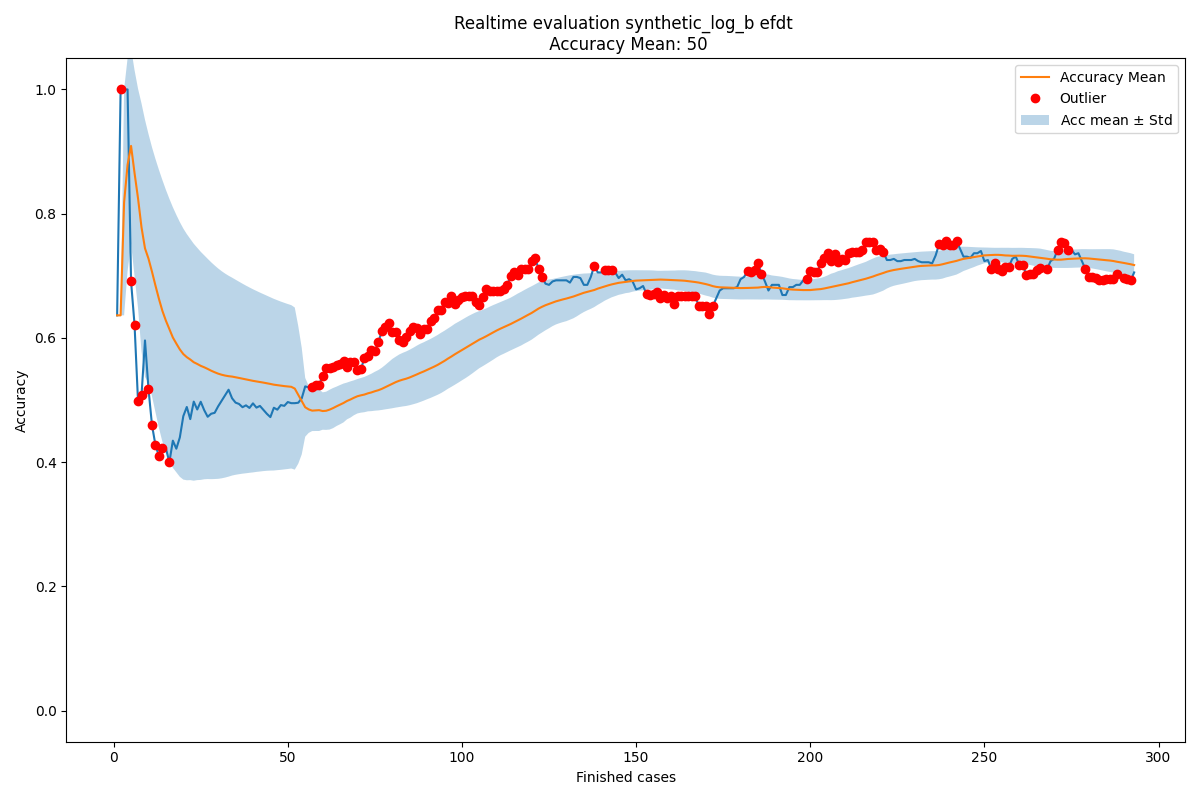 Realtime evaluation synthetic_log_b efdt
Accuracy Mean: 50
Accuracy Mean
Outlier
Acc mean ± Std
1.0
0.8
0.6
0.4
0.2
0.0
Accuracy
0 50 100 150 200 250 300
Finished cases